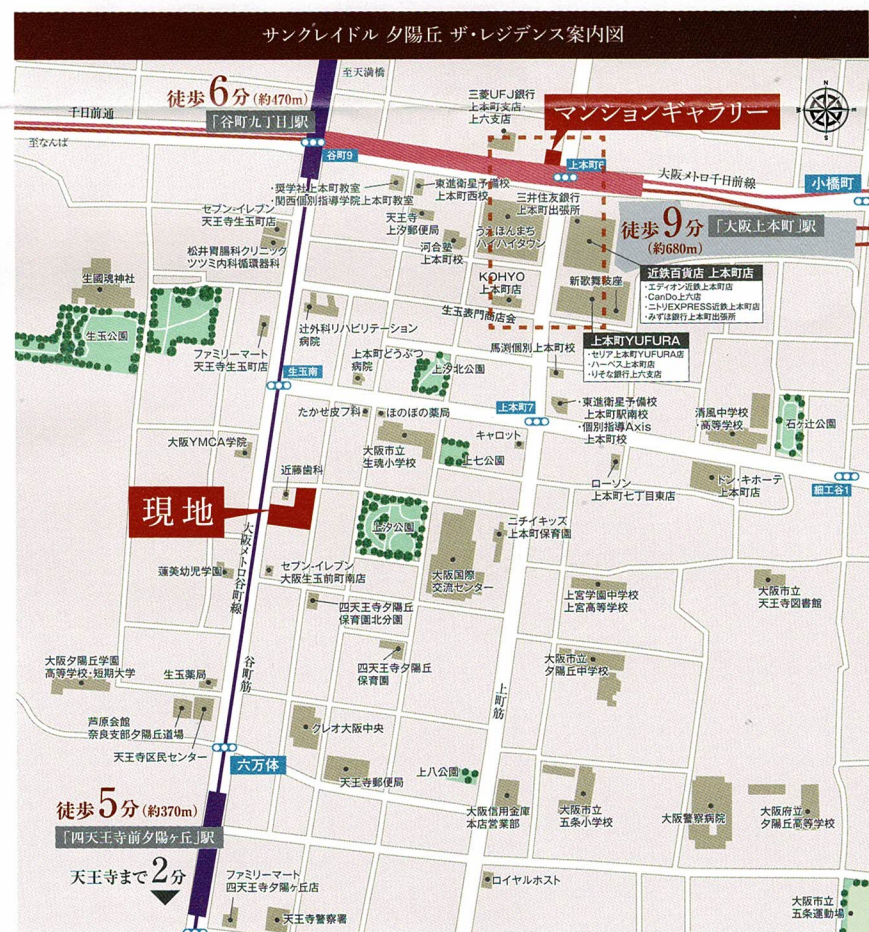 サンクレイドル 夕陽丘 ザ・レジデンス案内図
至天満橋
徒歩6分(約470m)
「谷町九丁目」駅
千日前通
至なんば
谷町9
三菱UFJ銀行
上本町支店・
上六支店
マンションギャラリー
N
上本町6
大阪メトロ千日前線
小橋町
・奨学社上本町教室
・関西個別指導学院上本町教室
東進衛星予備校
上本町西校
三井住友銀行
上本町出張所
徒歩9分
(約680m)
「大阪上本町」駅
セブン-イレブン
天王寺生玉町店
天王寺
上汐郵便局
うえほんまち
ハイハイタウン
松井胃腸科クリニック
ツツミ内科循環器科
河合塾
上本町校
近鉄百貨店 上本町店
・エディオン近鉄上本町店
・CanDo上六店
・ニトリEXPRESS近鉄上本町店
・みずほ銀行上本町出張所
生國魂神社
KOHYO
上本町店
新歌舞伎座
生玉表門商店会
生玉公園
辻外科リハビリテーション
病院
ファミリーマート
天王寺生玉町店
上本町どうぶつ
病院
上汐北公園
馬渕個別上本町校
上本町YUFURA
・セリア上本町YUFURA店
・ハーベス上本町店
・りそな銀行上六支店
生玉南
たかせ皮フ科
ほのぼの薬局
上本町7
・東進衛星予備校
上本町駅南校
・個別指導Axis
上本町校
清風中学校
・高等学校
石ヶ辻公園
大阪YMCA学院
大阪市立
生魂小学校
キャロット
上七公園
近藤歯科
ローソン
上本町七丁目東店
ドン・キホーテ
上本町店
細工谷1
現地
上汐公園
ニチイキッズ
上本町保育園
大阪メトロ谷町線
蓮美幼児学園
セブン-イレブン
大阪生玉前町南店
大阪国際
交流センター
上宮学園中学校
上宮高等学校
大阪市立
天王寺図書館
四天王寺夕陽丘
保育園北分園
大阪夕陽丘学園
高等学校・短期大学
生玉薬局
谷町筋
四天王寺夕陽丘
保育園
大阪市立
夕陽丘中学校
上町筋
芦原会館
奈良支部夕陽丘道場
クレオ大阪中央
天王寺区民センター
六万体
天王寺郵便局
上八公園
徒歩5分(約370m)
「四天王寺前夕陽ヶ丘」駅
大阪信用金庫
本店営業部
大阪市立
五条小学校
大阪警察病院
大阪府立
夕陽丘高等学校
天王寺まで2分
ファミリーマート
四天王寺夕陽ヶ丘店
天王寺警察署
ロイヤルホスト
大阪市立
五条運動場